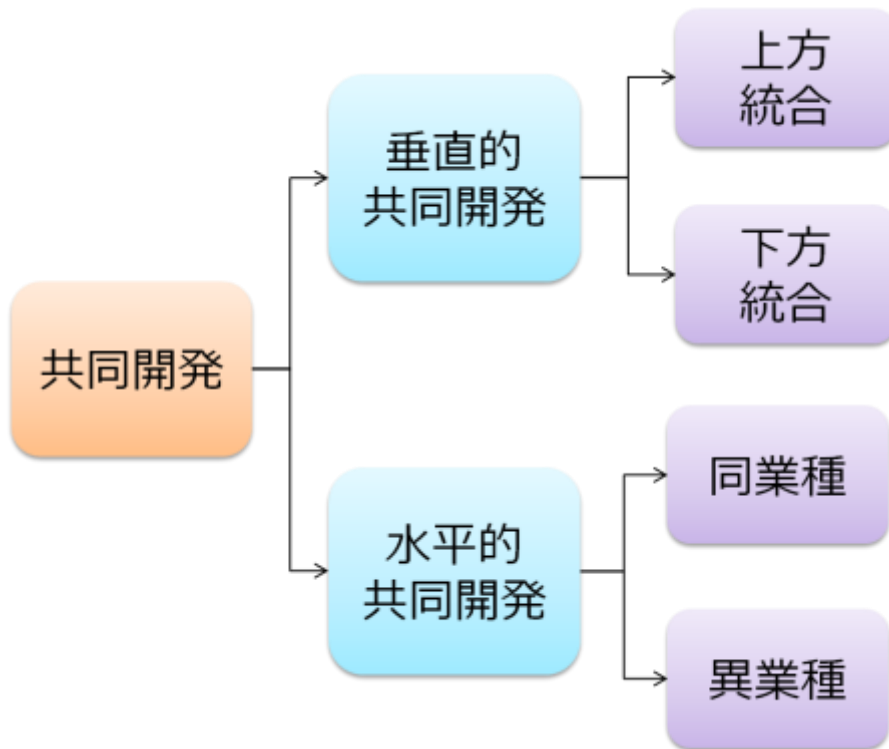 共同開発
垂直的
共同開発
上方
統合
下方
統合
水平的
共同開発
同業種
異業種